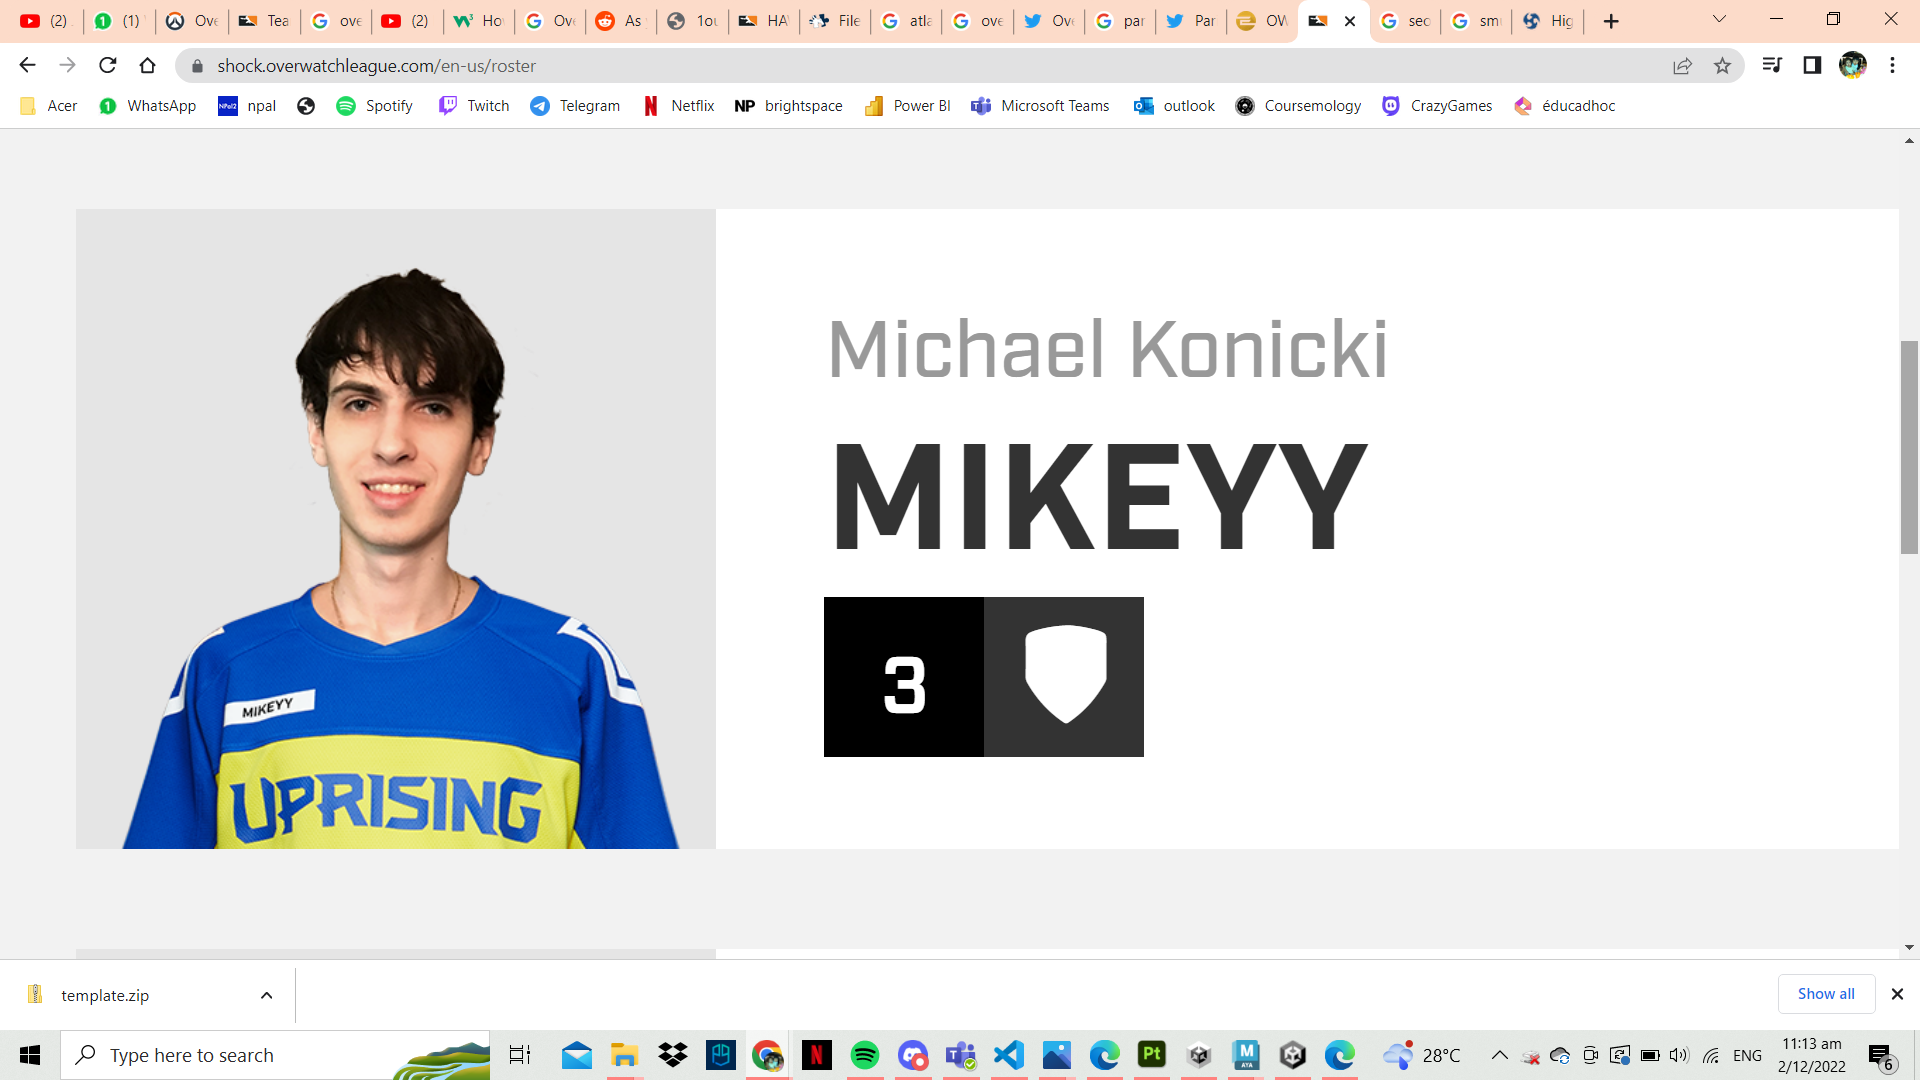 (2)
(1)
Ove
Tea
ove
(2)
Ho
Ove
As
1ou
HA
File
atla
ove
Ove
par
Par
OW
sec
sm
Hig
shock.overwatchleague.com/en-us/roster
Acer
WhatsApp
npal
Spotify
Twitch
Telegram
Netflix
NP brightspace
Power BI
Microsoft Teams
outlook
Coursemology
CrazyGames
éducadhoc
Michael Konicki
MIKEYY
3
MIKEYY
UPRISING
template.zip
Show all
Type here to search
28°C
ENG
11:13 am
2/12/2022
6